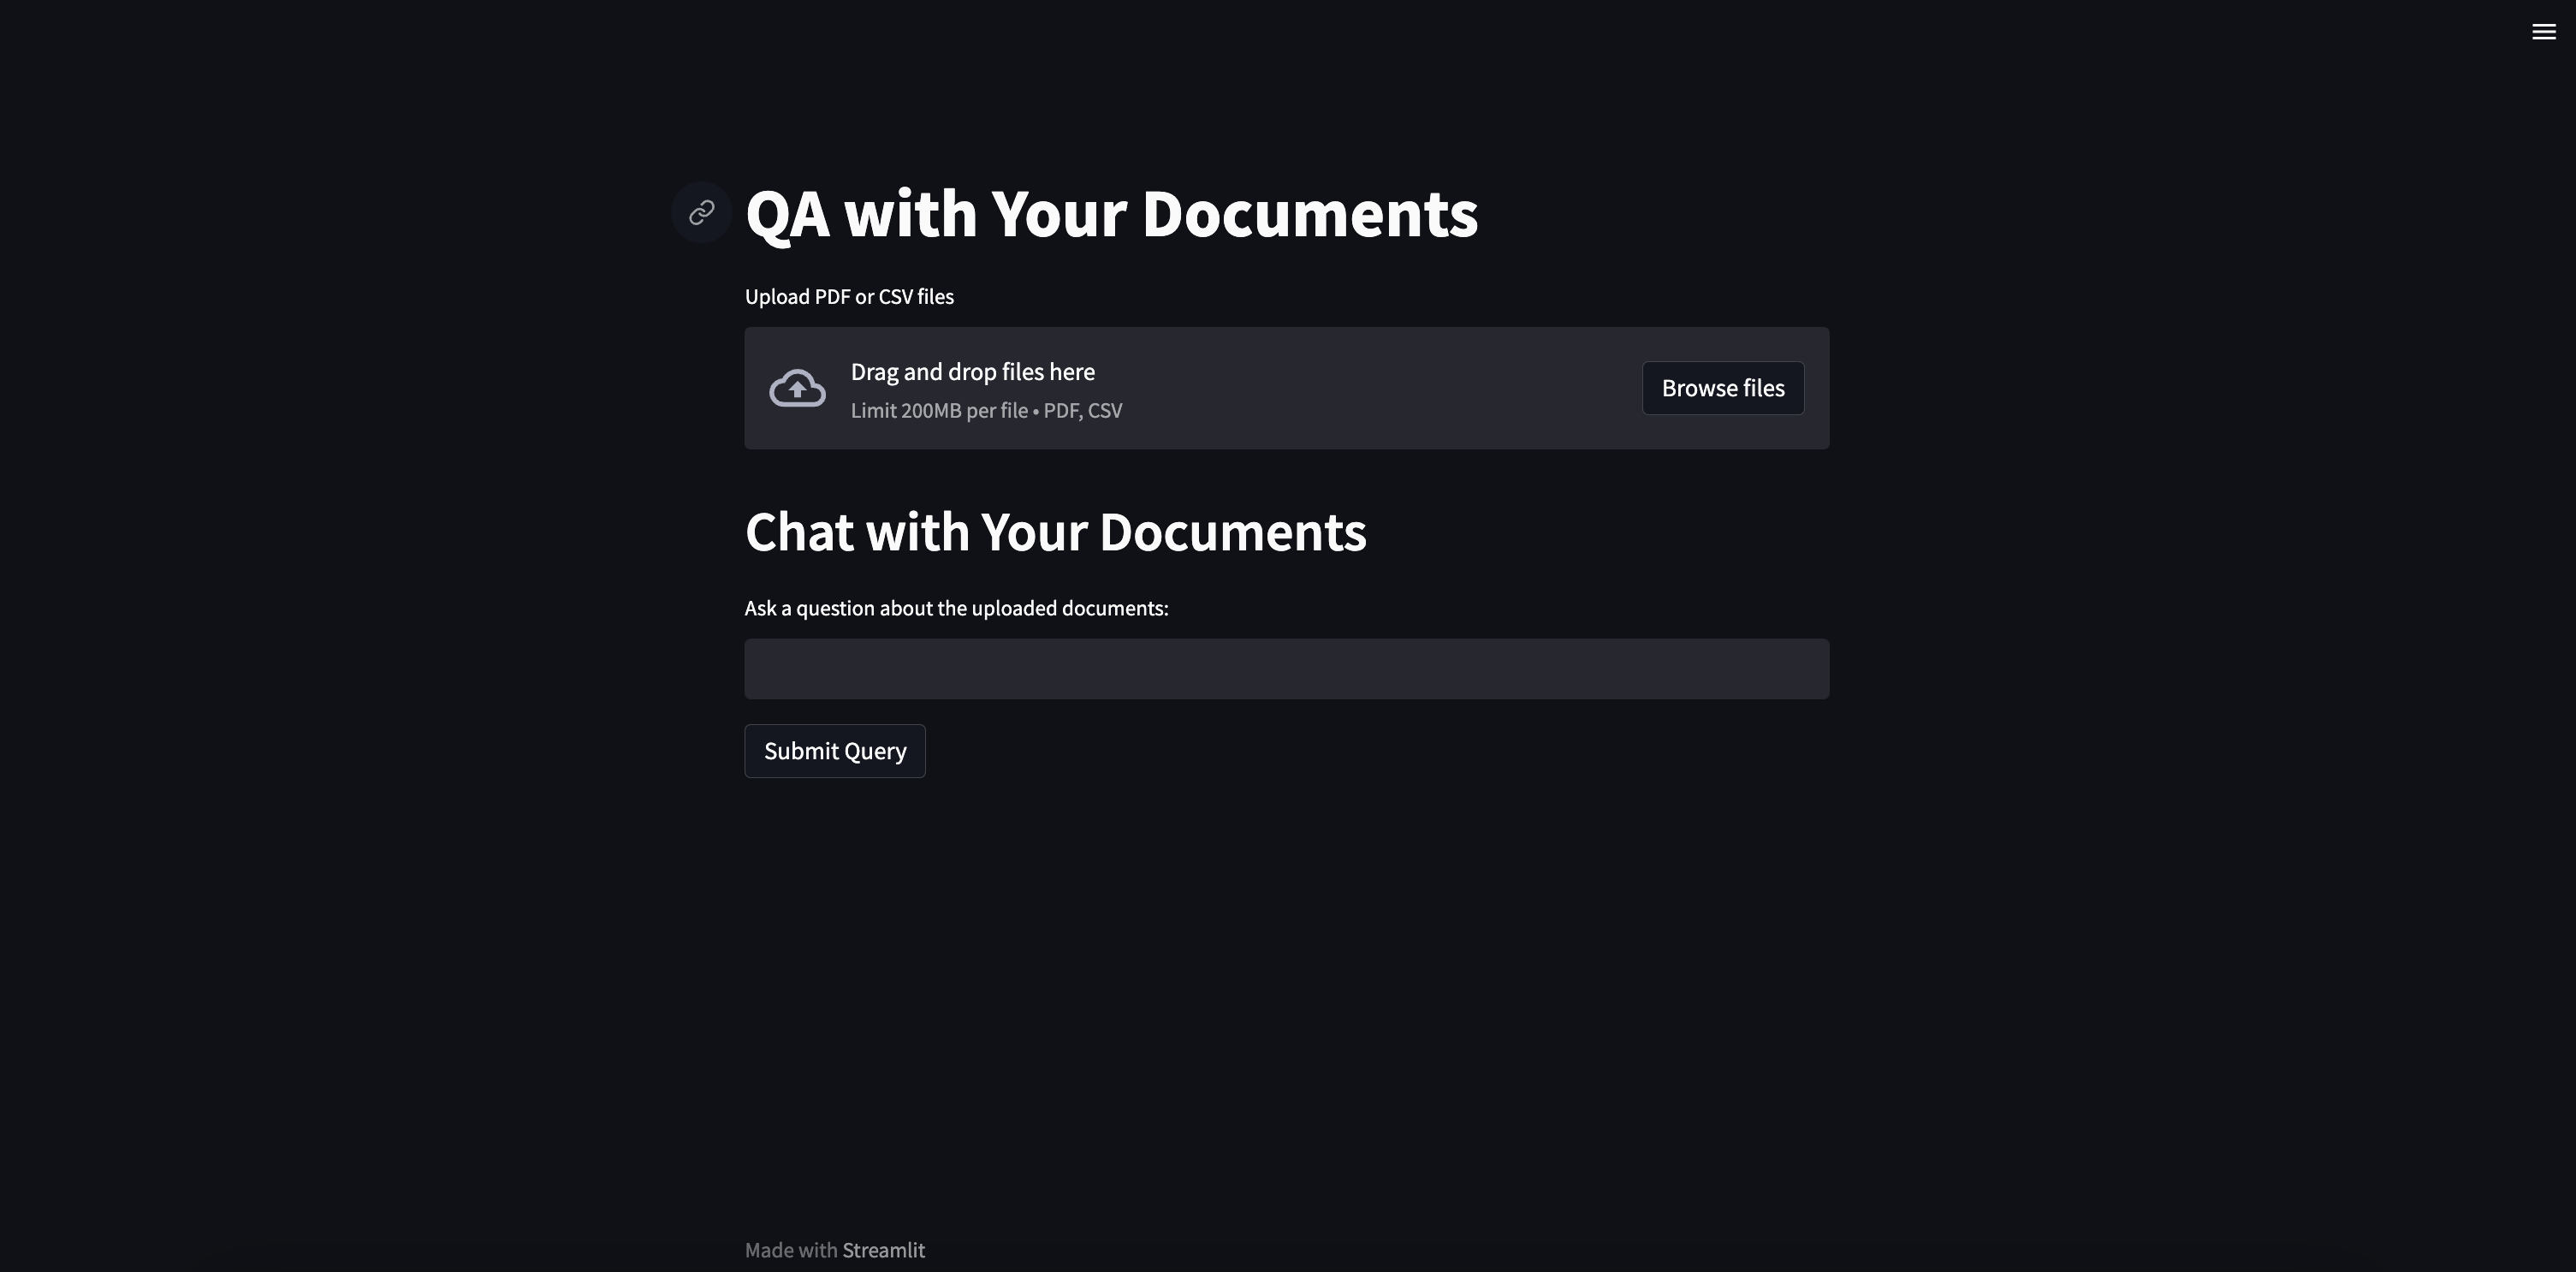 QA with Your Documents
Upload PDF or CSV files
Drag and drop files here
Limit 200MB per file • PDF, CSV
Browse files
Chat with Your Documents
Ask a question about the uploaded documents:
Submit Query
Made with Streamlit